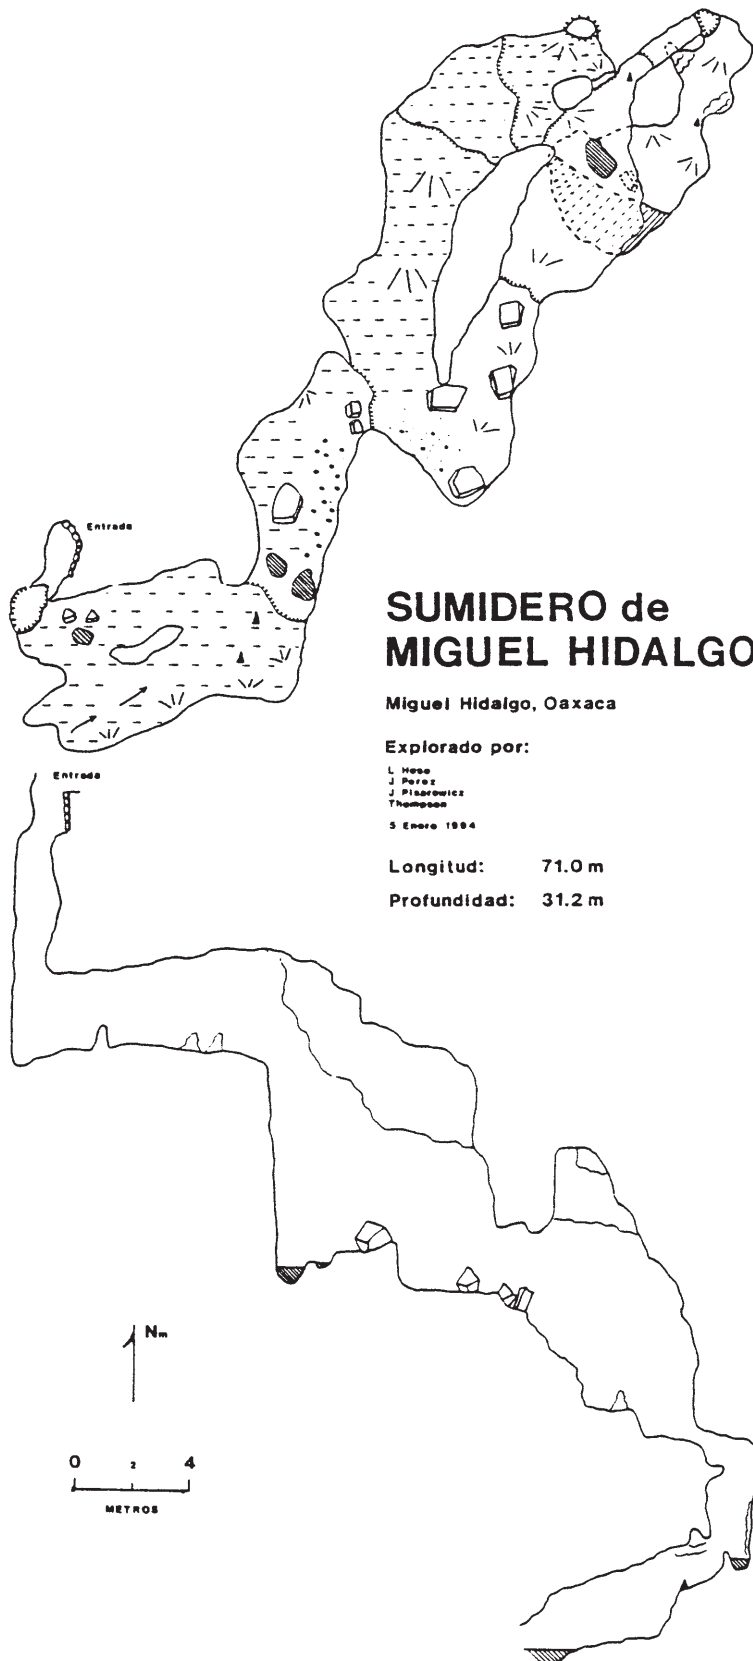 Entrada
SUMIDERO de
MIGUEL HIDALGO
Miguel Hidalgo, Oaxaca
Explorado por:
L Hose
J Perez
J Pisarowicz
Thompson
5 Enero 1994
Longitud: 71.0 m
Profundidad: 31.2 m
Entrada
Nm
0 2 4
METROS